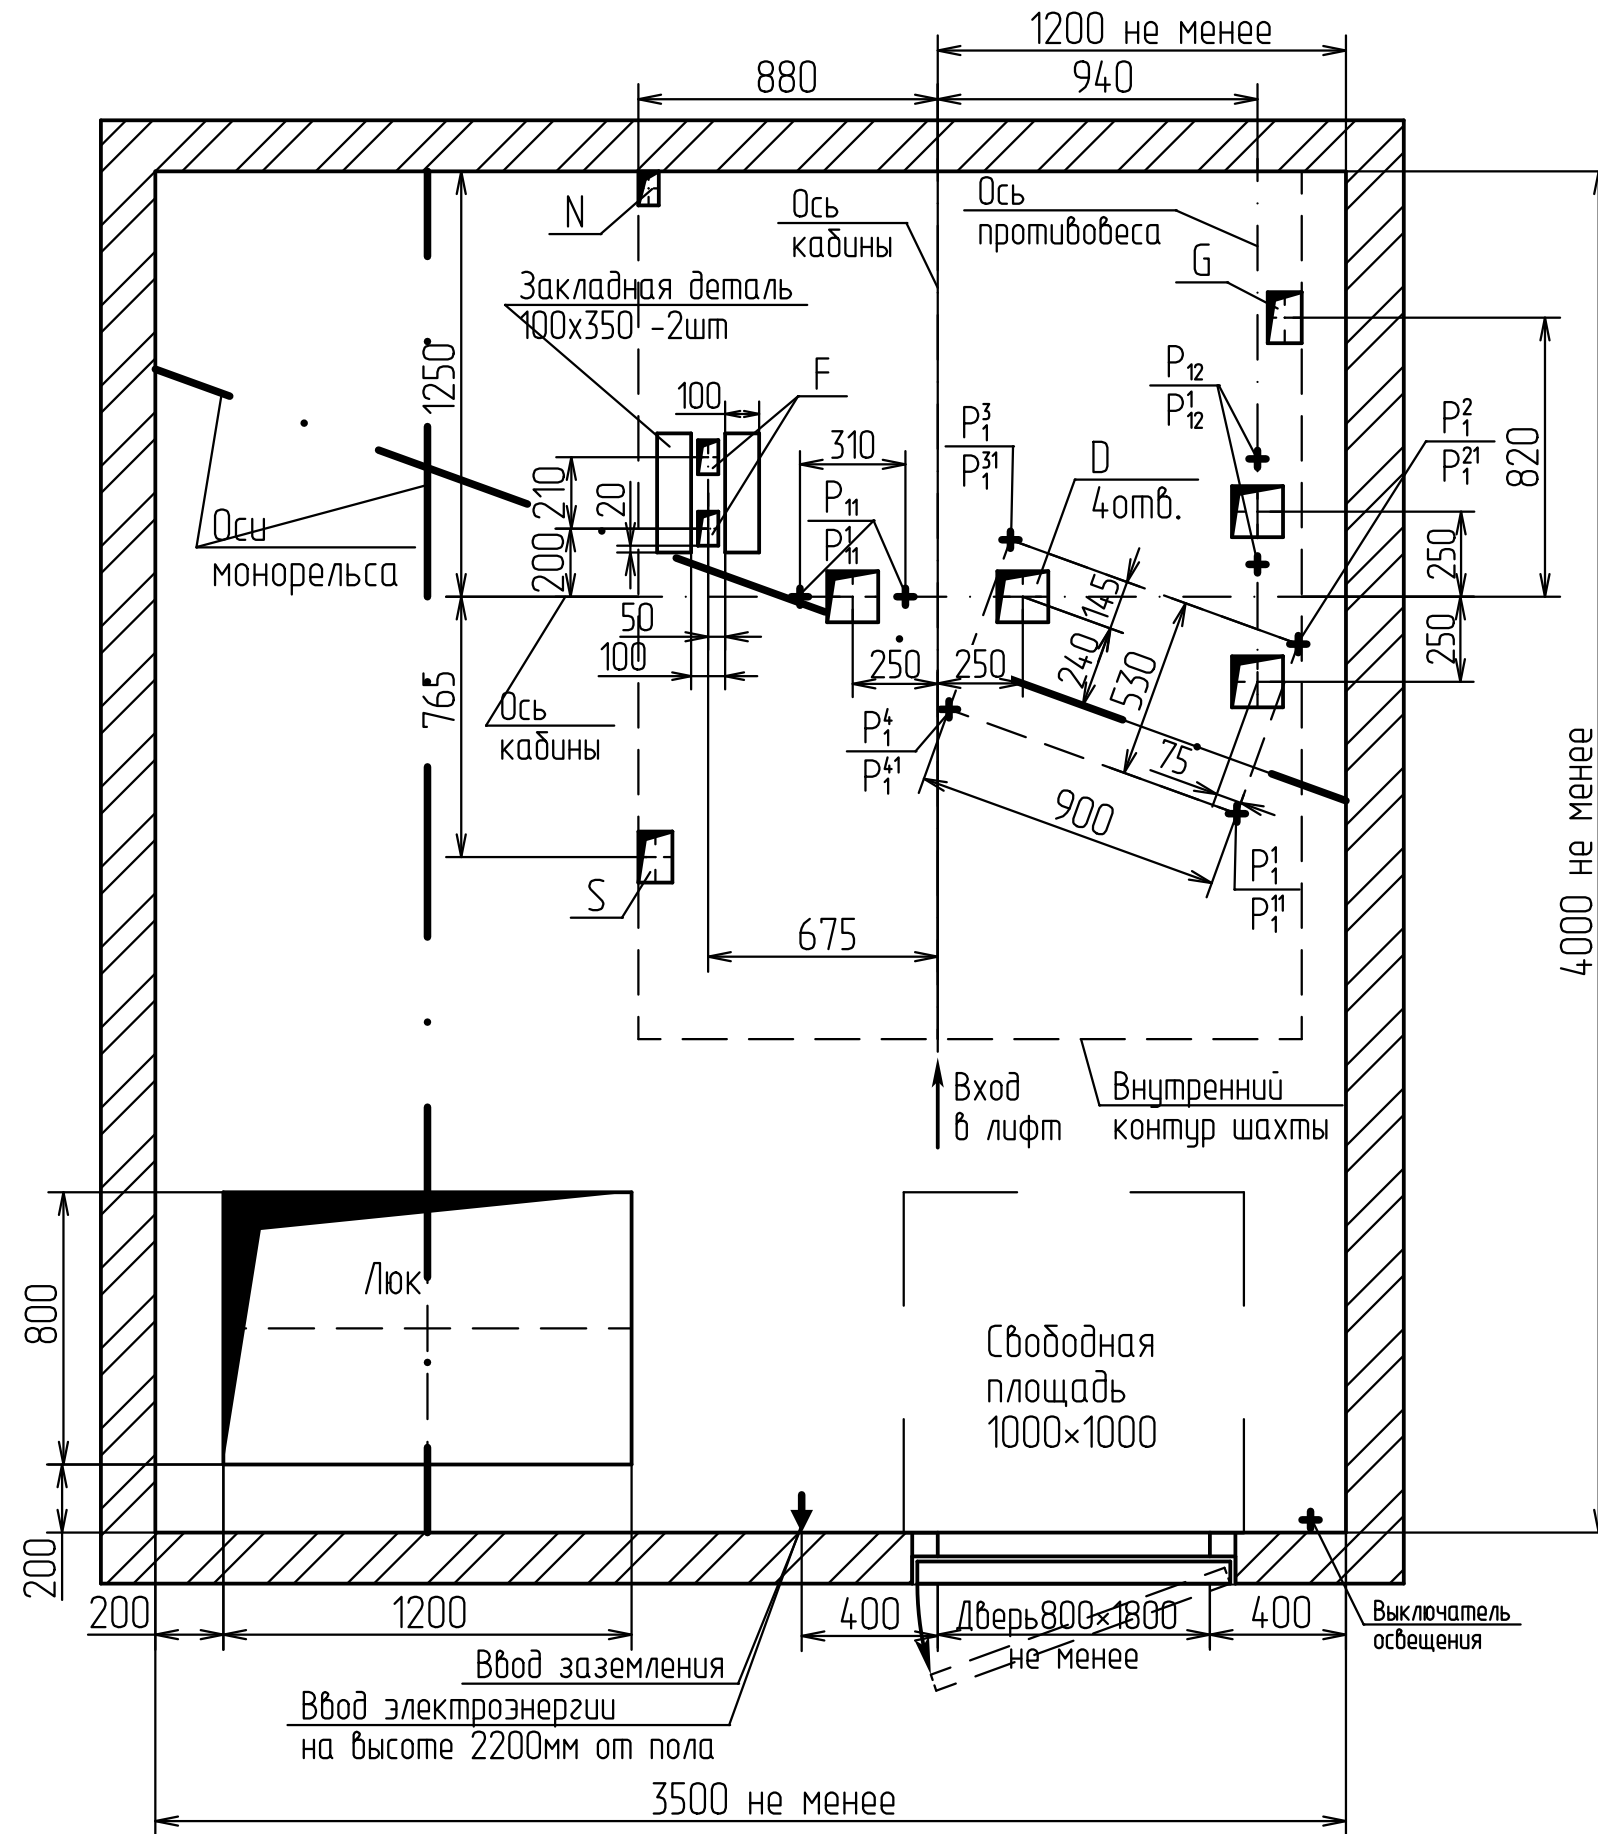 1200 не менее
880
940
N
Ось
кабины
Ось
противовеса
G
Закладная деталь
100х350 -2шт
1250
F
100
310
P₁₂
P¹₁₂
P²₁
P²¹₁
820
P³₁
P³¹₁
D
4отв.
210
20
P₁₁
P¹₁₁
Оси
монорельса
200
250
145
50
100
250
250
240
530
250
765
Ось
кабины
P⁴₁
P⁴¹₁
75
900
4000 не менее
P¹₁
P¹¹₁
S
675
Вход
в лифт
Внутренний
контур шахты
Люк
800
Свободная
площадь
1000×1000
200
200
1200
400
Дверь 800×1800
не менее
400
Выключатель
освещения
Ввод заземления
Ввод электроэнергии
на высоте 2200мм от пола
3500 не менее